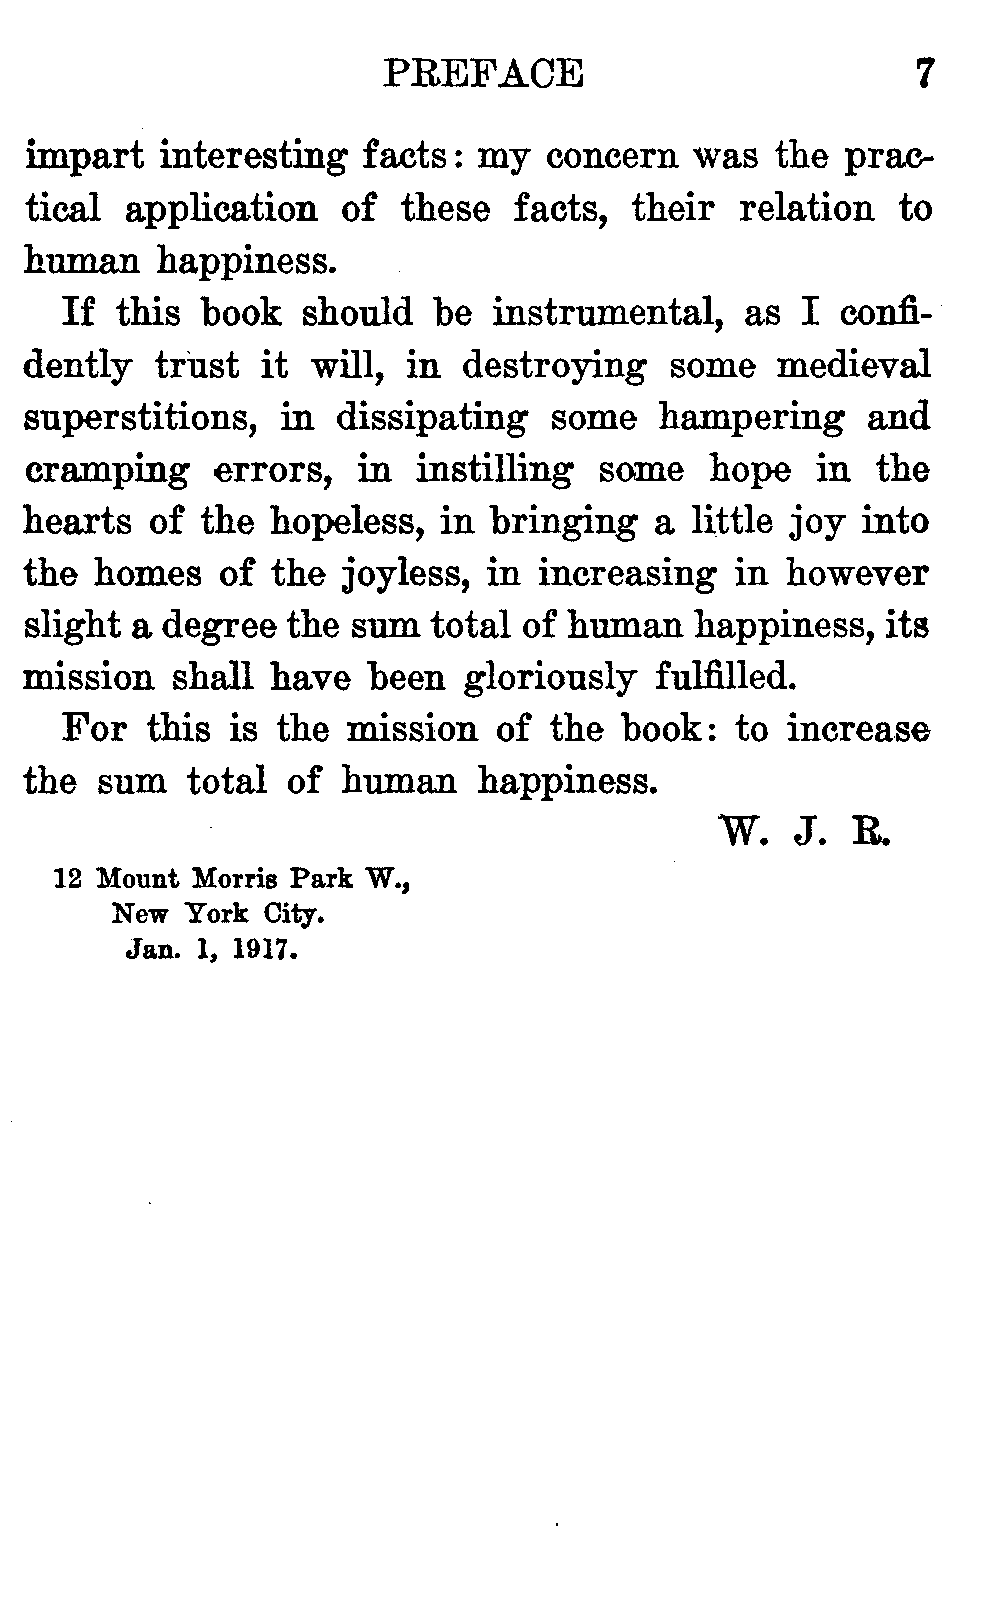 PREFACE 7
impart interesting facts: my concern was the prac-
tical application of these facts, their relation to
human happiness.
If this book should be instrumental, as I confi-
dently trust it will, in destroying some medieval
superstitions, in dissipating some hampering and
cramping errors, in instilling some hope in the
hearts of the hopeless, in bringing a little joy into
the homes of the joyless, in increasing in however
slight a degree the sum total of human happiness, its
mission shall have been gloriously fulfilled.
For this is the mission of the book: to increase
the sum total of human happiness.
W. J. R.
12 Mount Morris Park W.,
New York City.
Jan. 1, 1917.